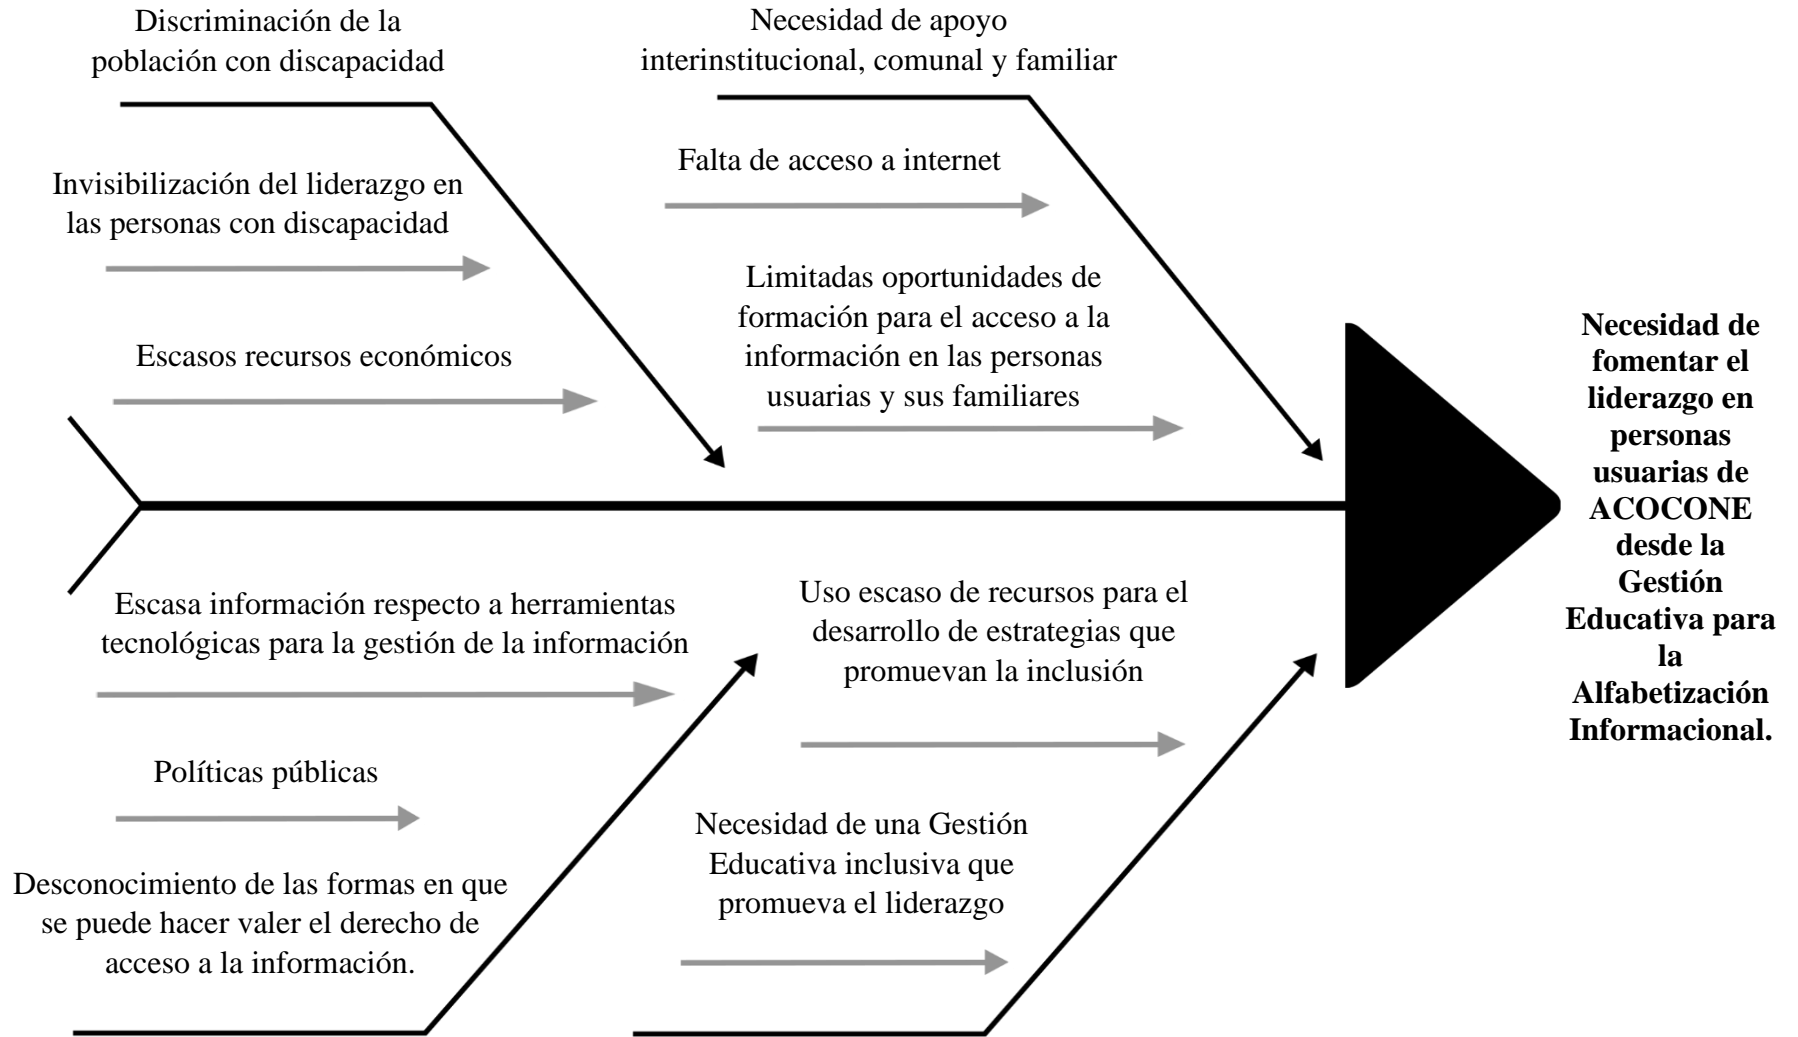 Discriminación de la
población con discapacidad
Necesidad de apoyo
interinstitucional, comunal y familiar
Invisibilización del liderazgo en
las personas con discapacidad
Falta de acceso a internet
Escasos recursos económicos
Limitadas oportunidades de
formación para el acceso a la
información en las personas
usuarias y sus familiares
Necesidad de
fomentar el
liderazgo en
personas
usuarias de
ACOCONE
desde la
Gestión
Educativa para
la
Alfabetización
Informacional.
Escasa información respecto a herramientas
tecnológicas para la gestión de la información
Uso escaso de recursos para el
desarrollo de estrategias que
promuevan la inclusión
Políticas públicas
Necesidad de una Gestión
Educativa inclusiva que
promueva el liderazgo
Desconocimiento de las formas en que
se puede hacer valer el derecho de
acceso a la información.